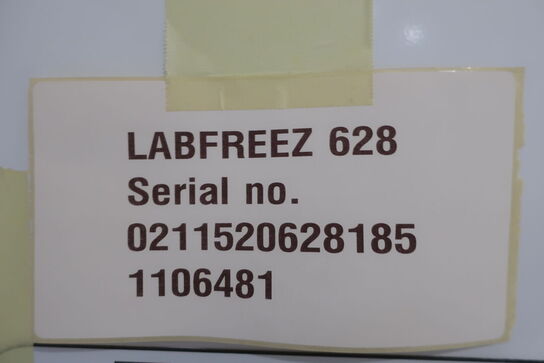 LABFREEZ 628
Serial no.
0211520628185
1106481